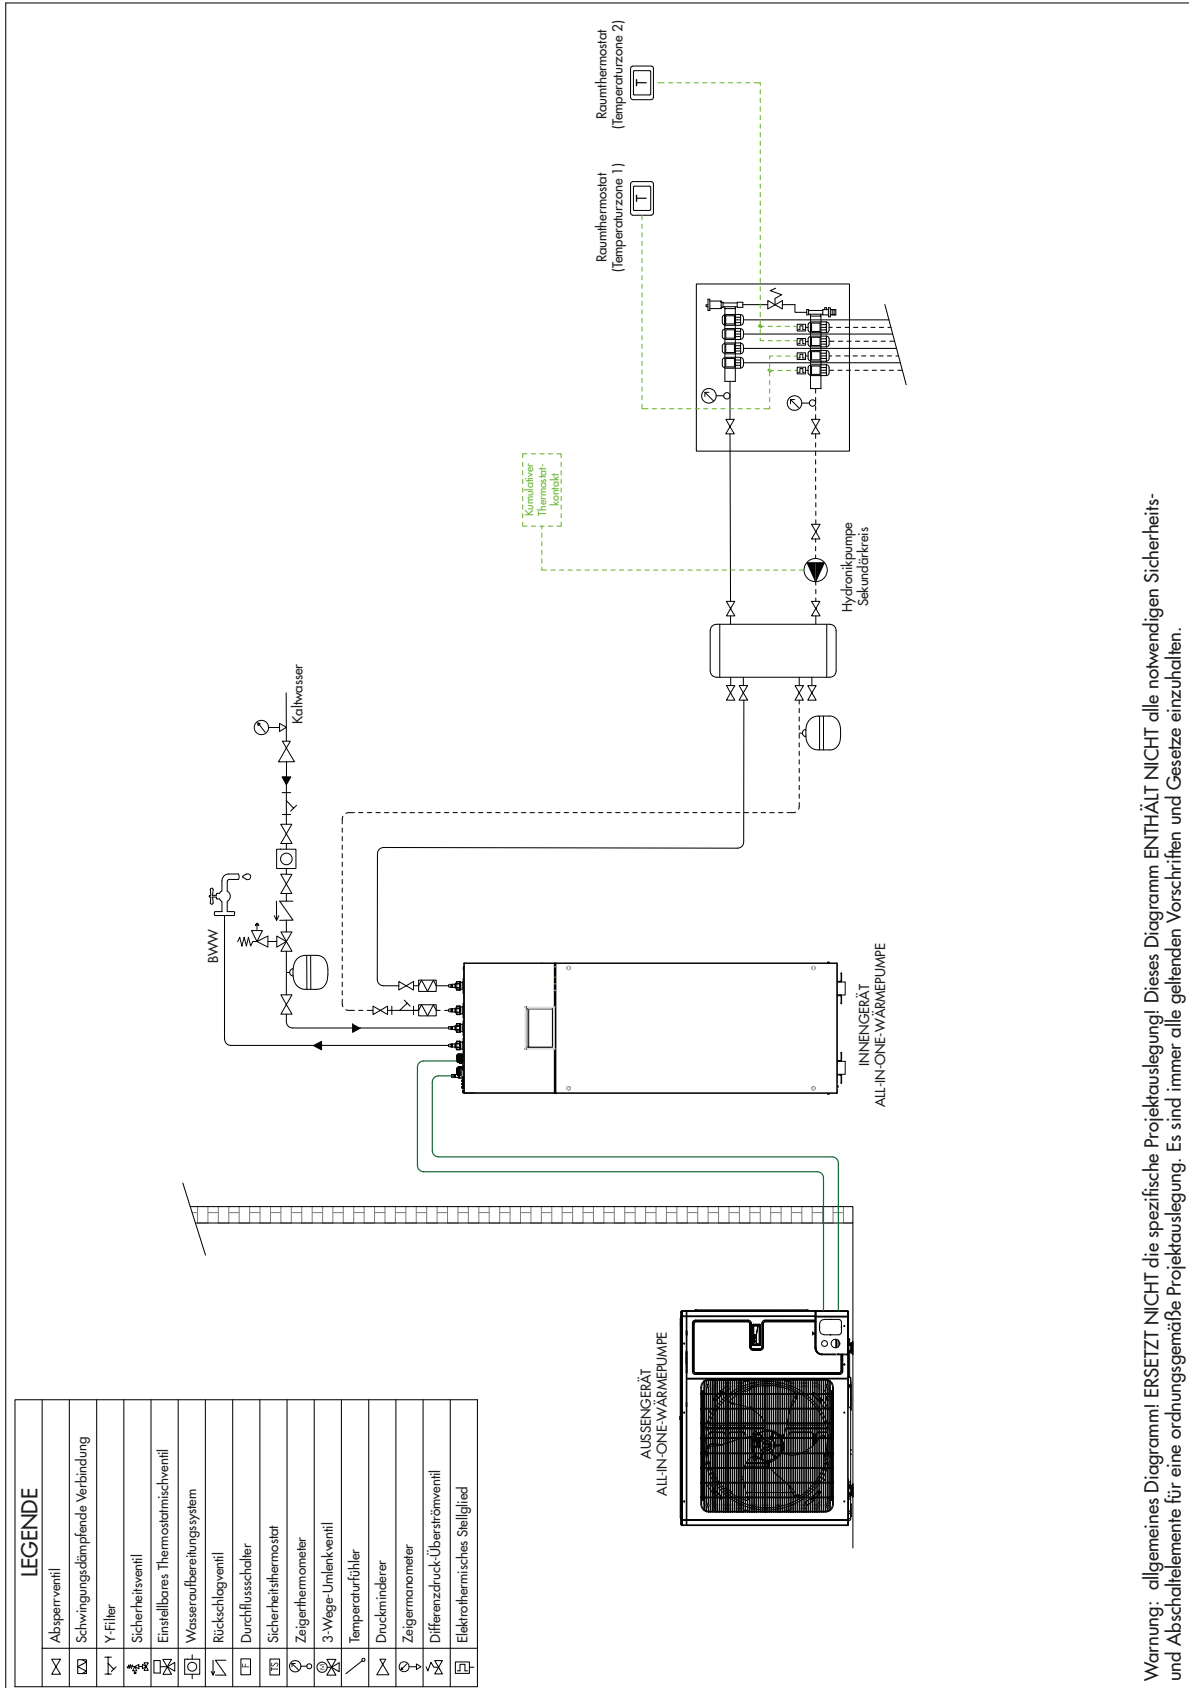 LEGENDE
Absperrventil
Schwingungsdämpfende Verbindung
Y-Filter
Sicherheitsventil
Einstellbares Thermostatmischventil
Wasseraufbereitungssystem
Rückschlagventil
F
Durchflussschalter
TS
Sicherheitsthermostat
Zeigerthermometer
M
3-Wege-Umlenkventil
Temperaturfühler
Druckminderer
Zeigermanometer
Differenzdruck-Überströmventil
Elektrothermisches Stellglied
AUSSENGERÄT
ALL-IN-ONE-WÄRMEPUMPE
INNENGERÄT
ALL-IN-ONE-WÄRMEPUMPE
BWW
Kaltwasser
Hydronikpumpe
Sekundärkreis
Kumulativer
Thermostat-
kontakt
Raumthermostat
(Temperaturzone 1)
T
Raumthermostat
(Temperaturzone 2)
T
Warnung: allgemeines Diagramm! ERSETZT NICHT die spezifische Projektauslegung! Dieses Diagramm ENTHÄLT NICHT alle notwendigen Sicherheits-
und Abschaltelemente für eine ordnungsgemäße Projektauslegung. Es sind immer alle geltenden Vorschriften und Gesetze einzuhalten.